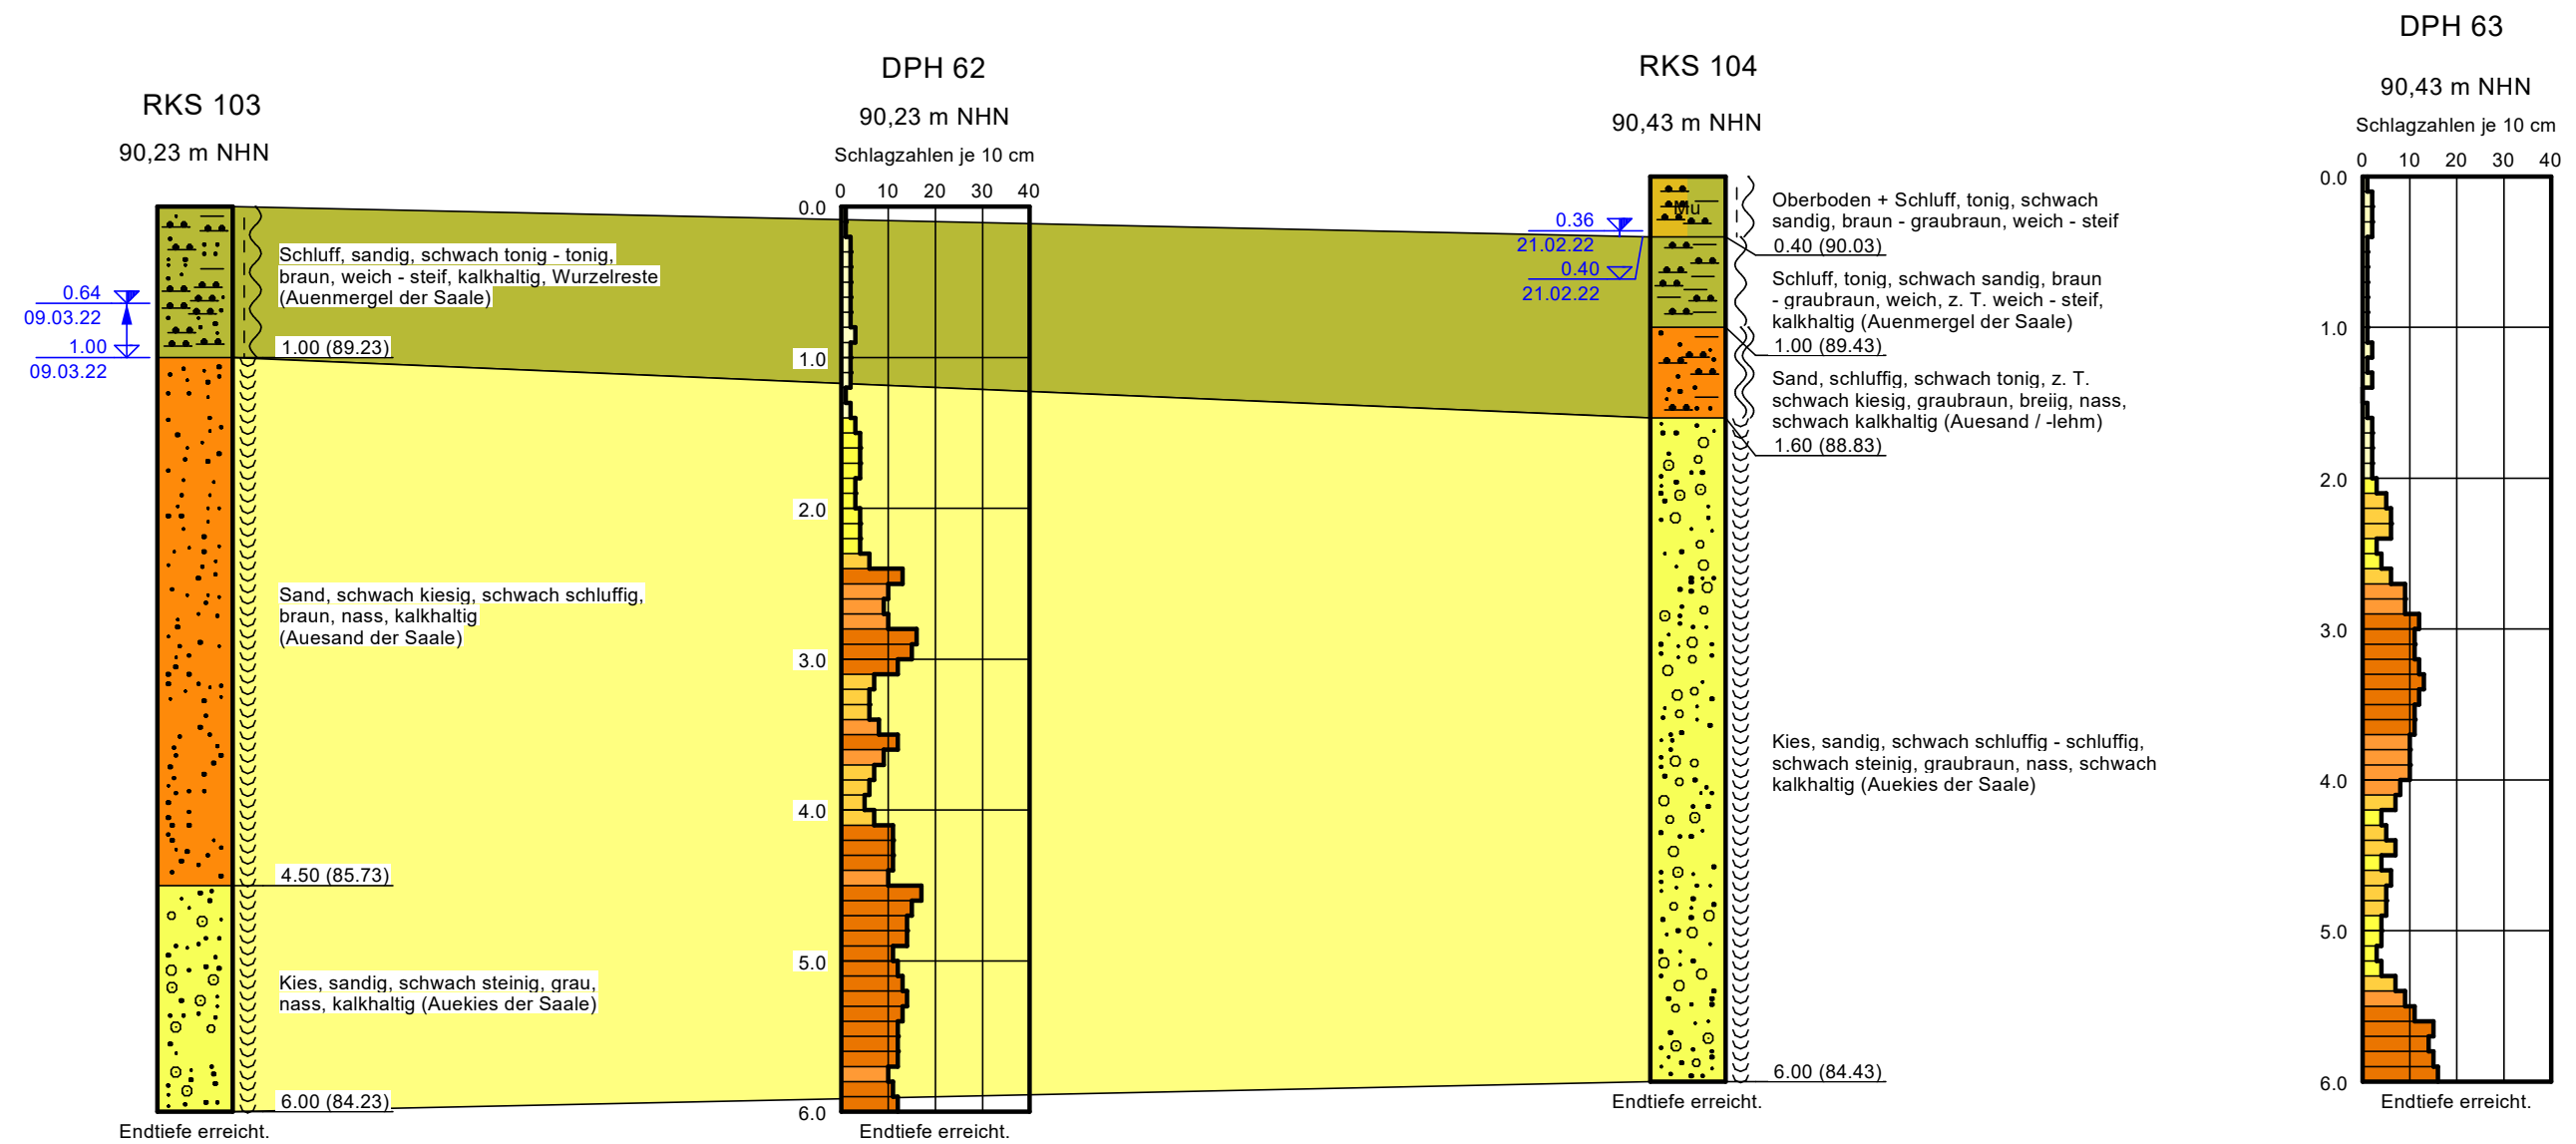 RKS 103
90,23 m NHN
0.64
09.03.22
1.00
09.03.22
Schluff, sandig, schwach tonig - tonig,
braun, weich - steif, kalkhaltig, Wurzelreste
(Auenmergel der Saale)
1.00 (89.23)
Sand, schwach kiesig, schwach schluffig,
braun, nass, kalkhaltig
(Auesand der Saale)
4.50 (85.73)
Kies, sandig, schwach steinig, grau,
nass, kalkhaltig (Auekies der Saale)
6.00 (84.23)
Endtiefe erreicht.
DPH 62
90,23 m NHN
Schlagzahlen je 10 cm
0 10 20 30 40
0.0
1.0
2.0
3.0
4.0
5.0
6.0
Endtiefe erreicht.
RKS 104
90,43 m NHN
0.36
21.02.22
0.40
21.02.22
Mu
Oberboden + Schluff, tonig, schwach
sandig, braun - graubraun, weich - steif
0.40 (90.03)
Schluff, tonig, schwach sandig, braun
- graubraun, weich, z. T. weich - steif,
kalkhaltig (Auenmergel der Saale)
1.00 (89.43)
Sand, schluffig, schwach tonig, z. T.
schwach kiesig, graubraun, breiig, nass,
schwach kalkhaltig (Auesand / -lehm)
1.60 (88.83)
Kies, sandig, schwach schluffig - schluffig,
schwach steinig, graubraun, nass, schwach
kalkhaltig (Auekies der Saale)
6.00 (84.43)
Endtiefe erreicht.
DPH 63
90,43 m NHN
Schlagzahlen je 10 cm
0 10 20 30 40
0.0
1.0
2.0
3.0
4.0
5.0
6.0
Endtiefe erreicht.